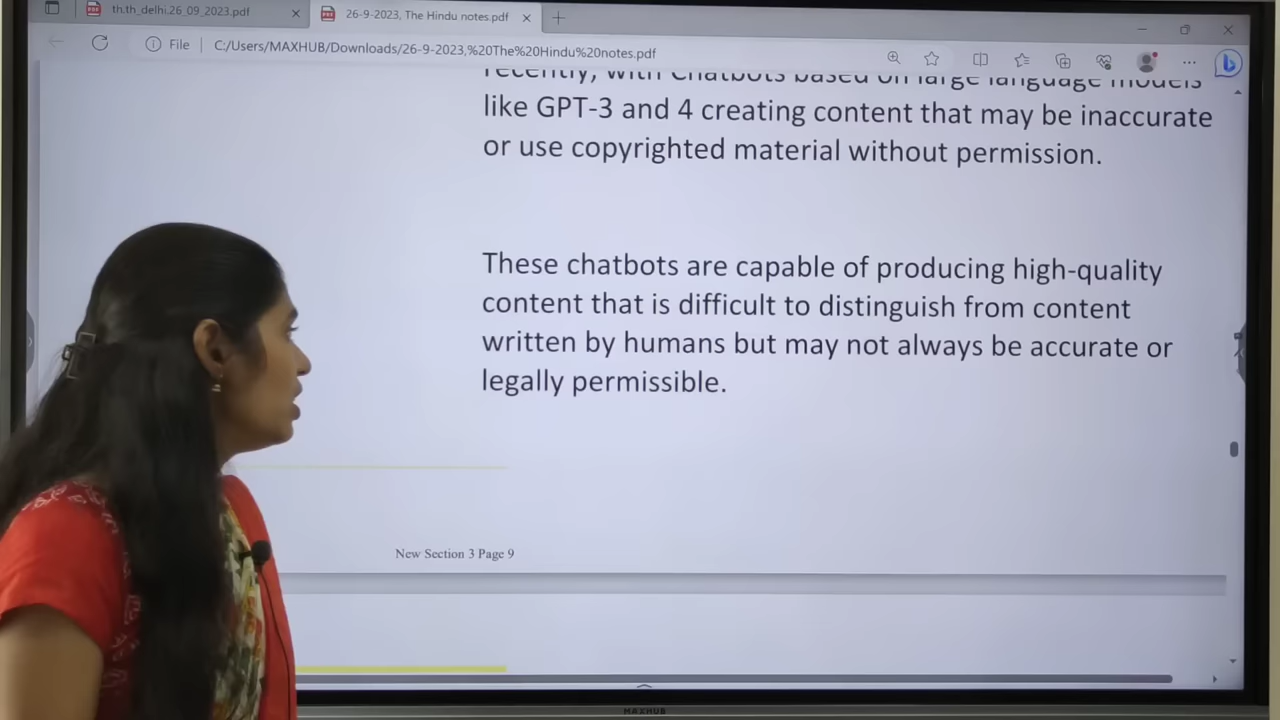 th.th_delhi.26_09_2023.pdf
26-9-2023, The Hindu notes.pdf
File
C:/Users/MAXHUB/Downloads/26-9-2023,%20The%20Hindu%20notes.pdf
recently, with Chatbots based on large language models
like GPT-3 and 4 creating content that may be inaccurate
or use copyrighted material without permission.
These chatbots are capable of producing high-quality
content that is difficult to distinguish from content
written by humans but may not always be accurate or
legally permissible.
New Section 3 Page 9
MAXHUB